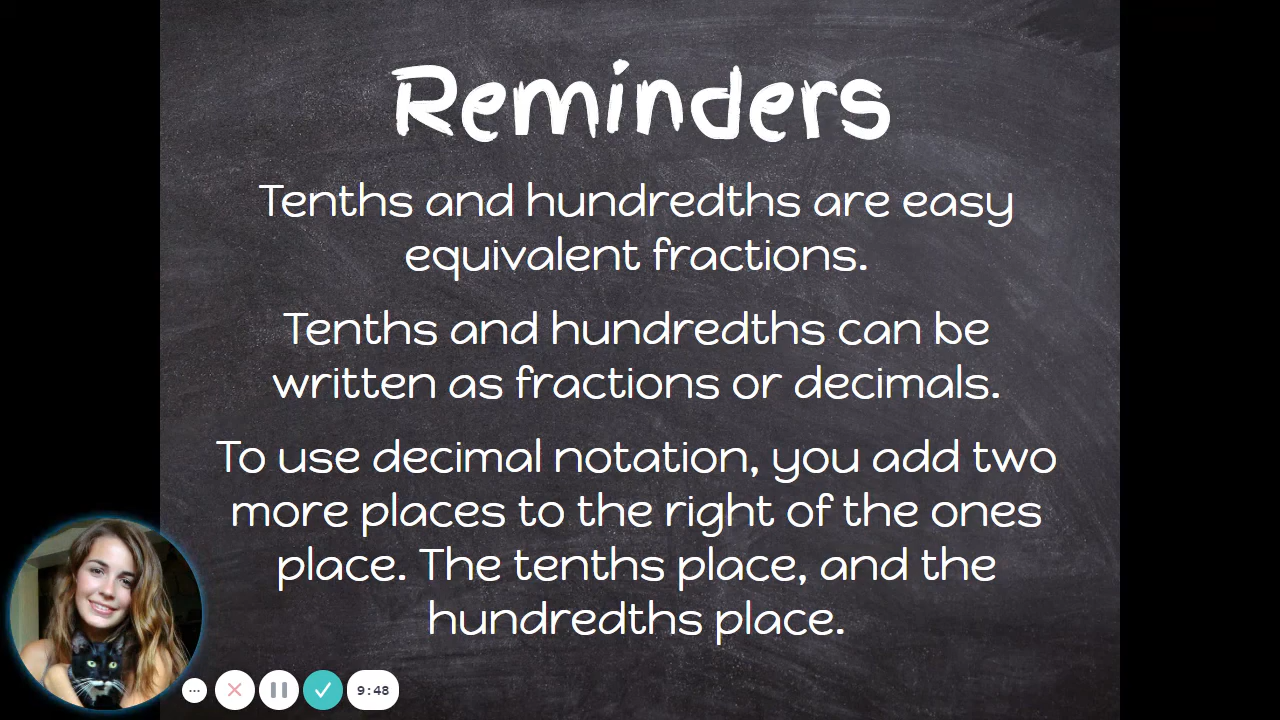 Reminders
Tenths and hundredths are easy
equivalent fractions.
Tenths and hundredths can be
written as fractions or decimals.
To use decimal notation, you add two
more places to the right of the ones
place. The tenths place, and the
hundredths place.
9:48